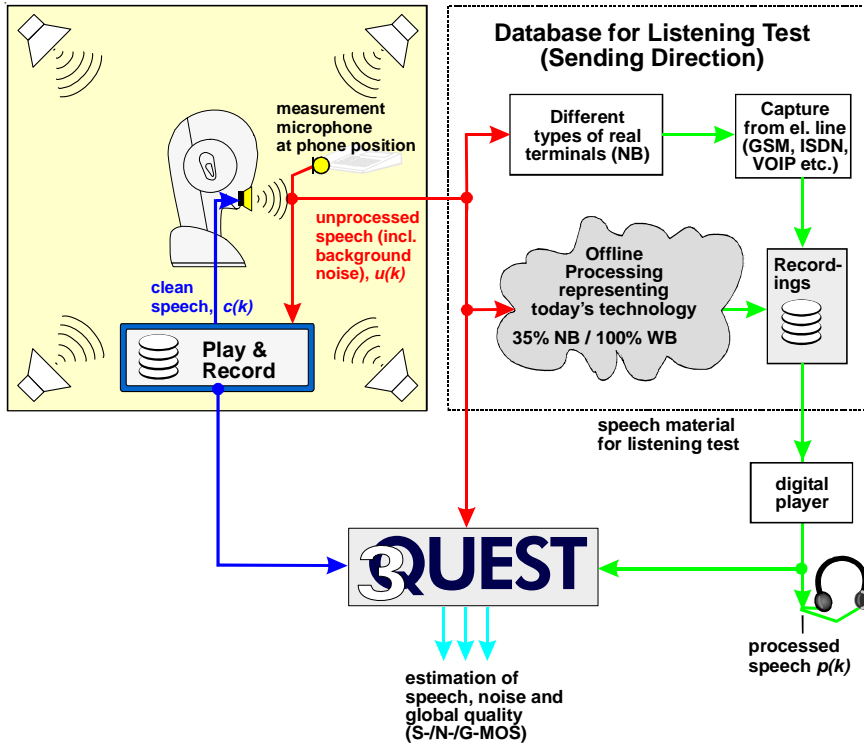 Database for Listening Test
(Sending Direction)
measurement
microphone
at phone position
Different
types of real
terminals (NB)
Capture
from el. line
(GSM, ISDN,
VOIP etc.)
unprocessed
speech (incl.
background
noise), u(k)
clean
speech, c(k)
Offline
Processing
representing
today's technology
35% NB / 100% WB
Record-
ings
Play &
Record
speech material
for listening test
digital
player
3QUEST
processed
speech p(k)
estimation of
speech, noise and
global quality
(S-/N-/G-MOS)